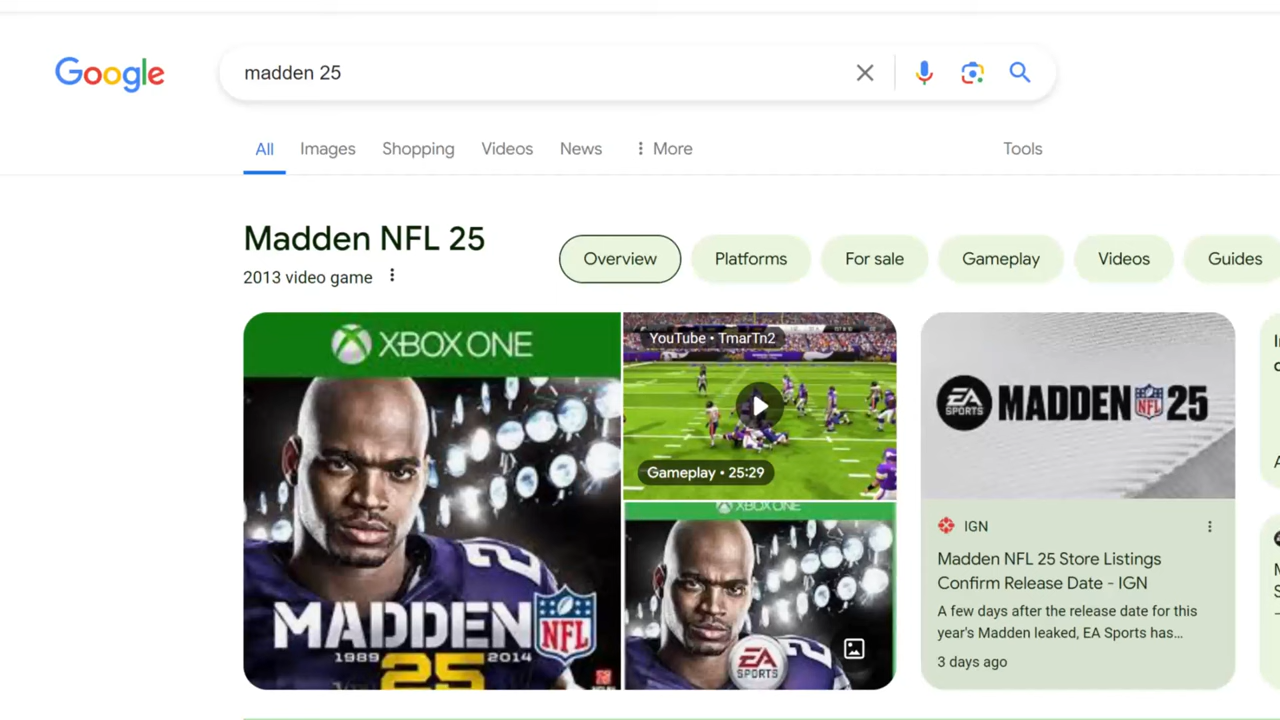 Google
madden 25
All
Images
Shopping
Videos
News
More
Tools
Madden NFL 25
2013 video game
Overview
Platforms
For sale
Gameplay
Videos
Guides
XBOX ONE
MADDEN
NFL
1989
2014
25
YouTube • TmarTn2
Gameplay • 25:29
XBOX ONE
EA
SPORTS
EA
SPORTS
MADDEN NFL 25
IGN
Madden NFL 25 Store Listings
Confirm Release Date - IGN
A few days after the release date for this
year's Madden leaked, EA Sports has...
3 days ago